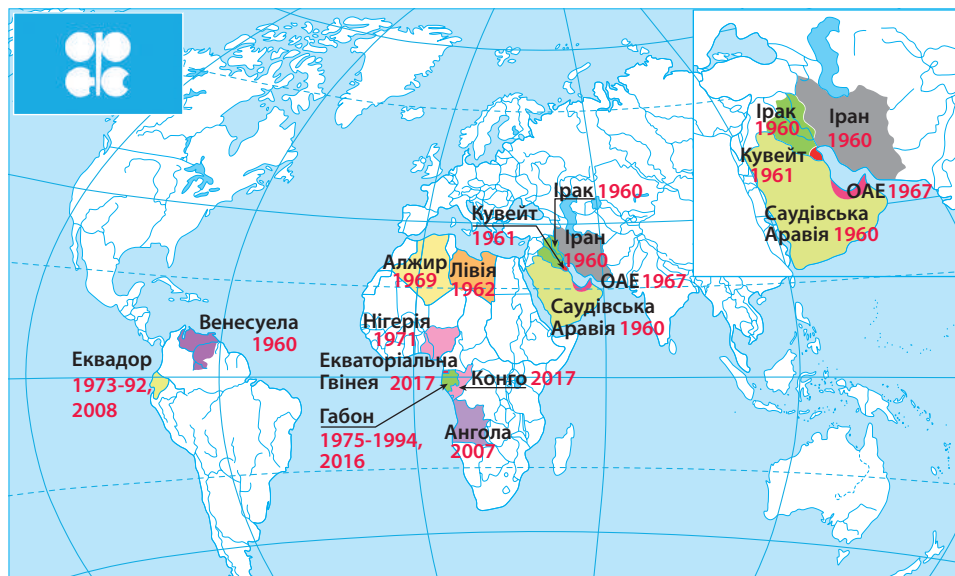 Ірак
1960
Іран
1960
Кувейт
1961
ОАЕ 1967
Саудівська
Аравія 1960
Ірак 1960
Кувейт
1961
Іран
1960
Алжир
1969
Лівія
1962
ОАЕ 1967
Саудівська
Аравія 1960
Венесуела
1960
Нігерія
1971
Еквадор
1973-92,
2008
Екваторіальна
Гвінея 2017
Конго 2017
Габон
1975-1994,
2016
Ангола
2007